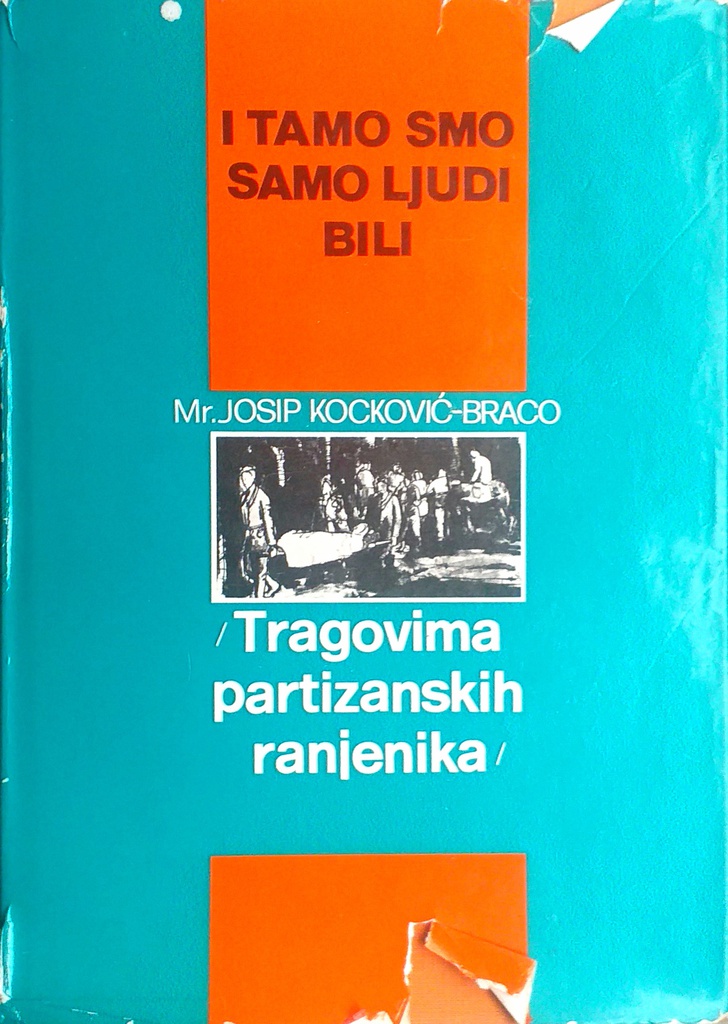 I TAMO SMO
SAMO LJUDI
BILI
Mr.JOSIP KOCKOVIĆ-BRACO
/Tragovima
partizanskih
ranjenika/